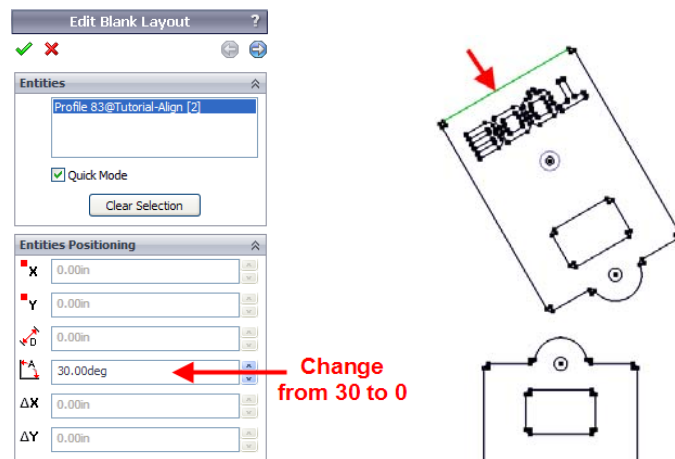 Edit Blank Layout ?
Entities
Profile 83@Tutorial-Align [2]
Quick Mode
Clear Selection
Entities Positioning
X 0.00in
Y 0.00in
D 0.00in
A 30.00deg
ΔX 0.00in
ΔY 0.00in
Change
from 30 to 0